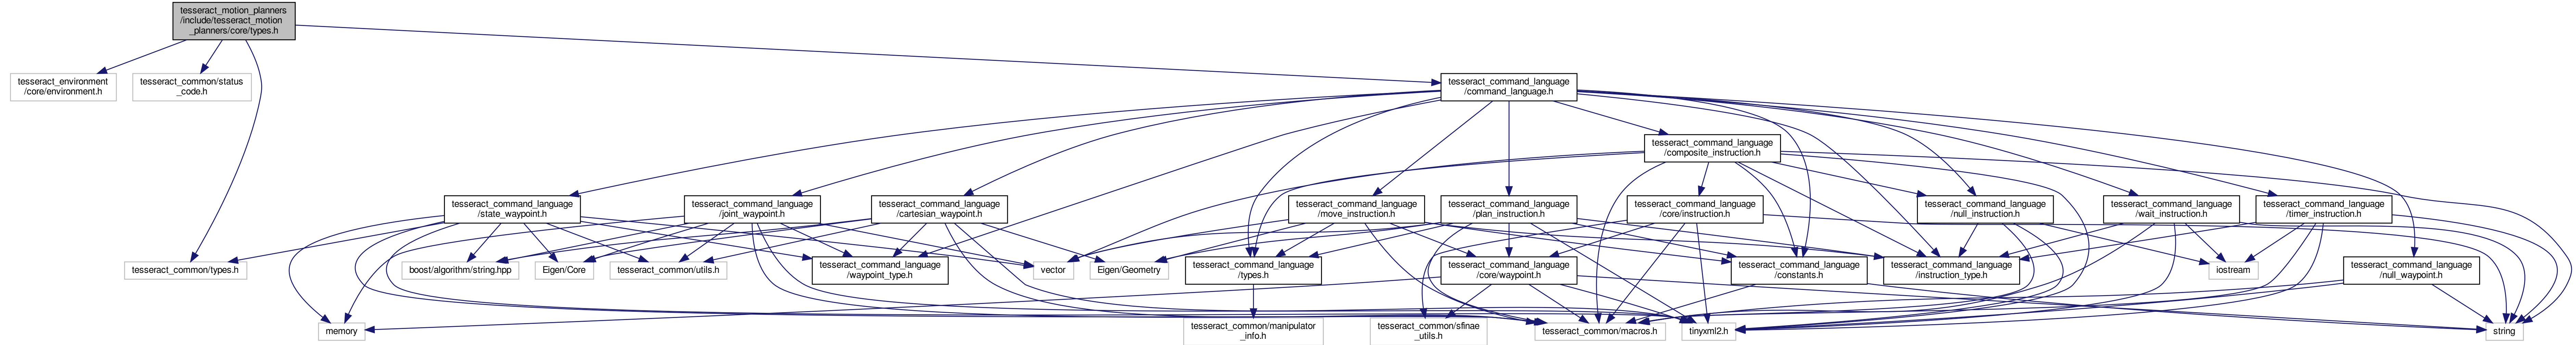 tesseract_motion_planners
/include/tesseract_motion
_planners/core/types.h
tesseract_environment
/core/environment.h
tesseract_common/status
_code.h
tesseract_command_language
/command_language.h
tesseract_command_language
/composite_instruction.h
tesseract_command_language
/state_waypoint.h
tesseract_command_language
/joint_waypoint.h
tesseract_command_language
/cartesian_waypoint.h
tesseract_command_language
/move_instruction.h
tesseract_command_language
/plan_instruction.h
tesseract_command_language
/core/instruction.h
tesseract_command_language
/null_instruction.h
tesseract_command_language
/wait_instruction.h
tesseract_command_language
/timer_instruction.h
tesseract_common/types.h
boost/algorithm/string.hpp
Eigen/Core
tesseract_common/utils.h
tesseract_command_language
/waypoint_type.h
vector
Eigen/Geometry
tesseract_command_language
/types.h
tesseract_command_language
/core/waypoint.h
tesseract_command_language
/constants.h
tesseract_command_language
/instruction_type.h
iostream
tesseract_command_language
/null_waypoint.h
memory
tesseract_common/manipulator
_info.h
tesseract_common/sfinae
_utils.h
tesseract_common/macros.h
tinyxml2.h
string